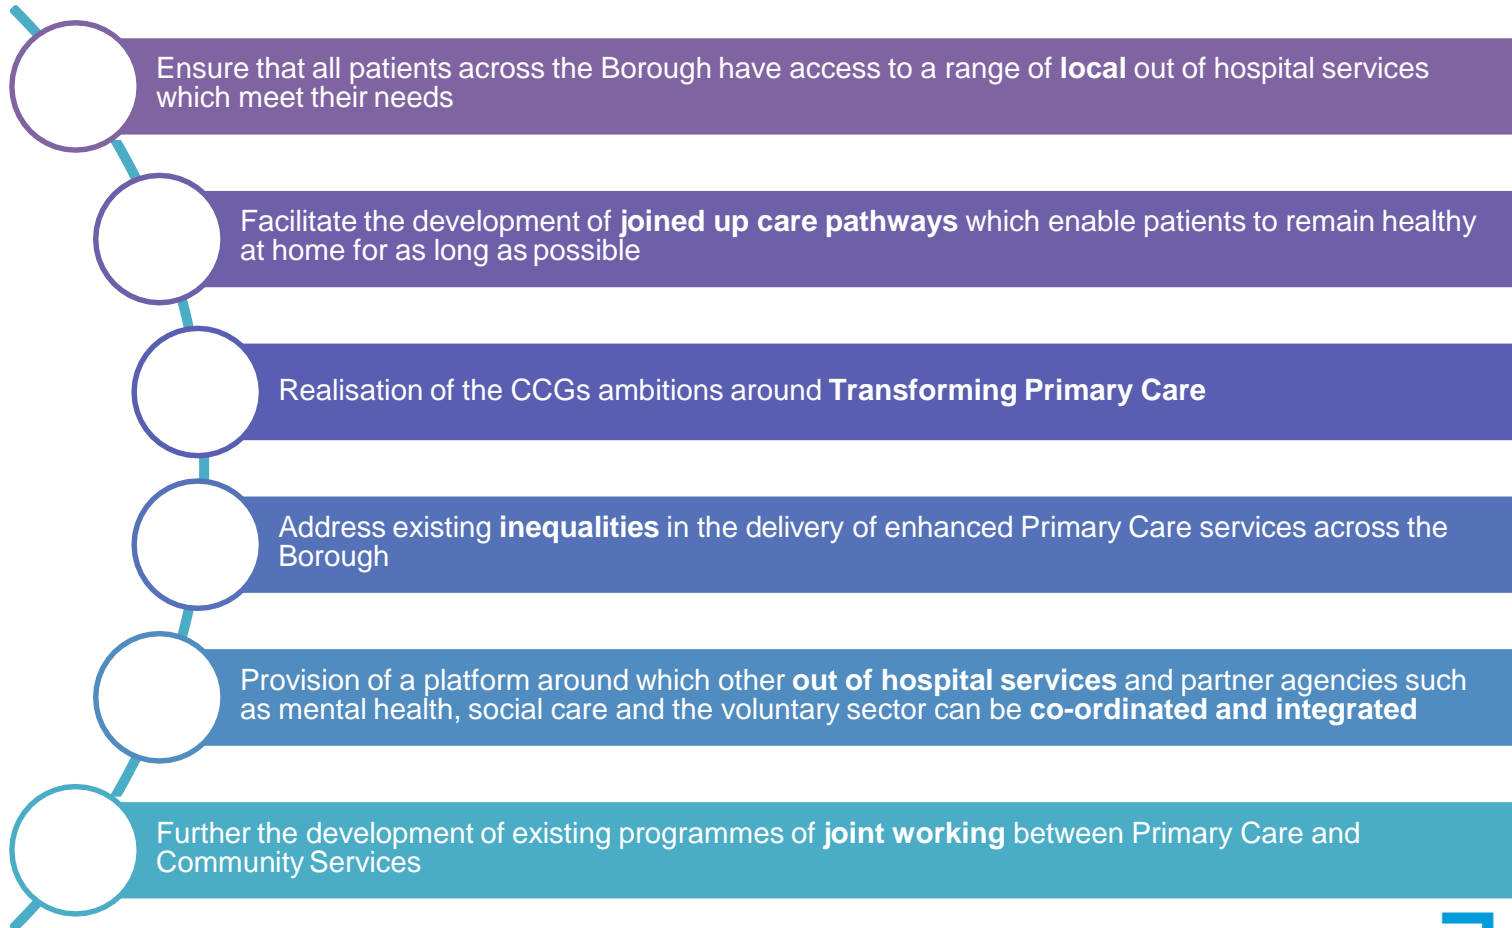 Ensure that all patients across the Borough have access to a range of local out of hospital services
which meet their needs
Facilitate the development of joined up care pathways which enable patients to remain healthy
at home for as long as possible
Realisation of the CCGs ambitions around Transforming Primary Care
Address existing inequalities in the delivery of enhanced Primary Care services across the
Borough
Provision of a platform around which other out of hospital services and partner agencies such
as mental health, social care and the voluntary sector can be co-ordinated and integrated
Further the development of existing programmes of joint working between Primary Care and
Community Services